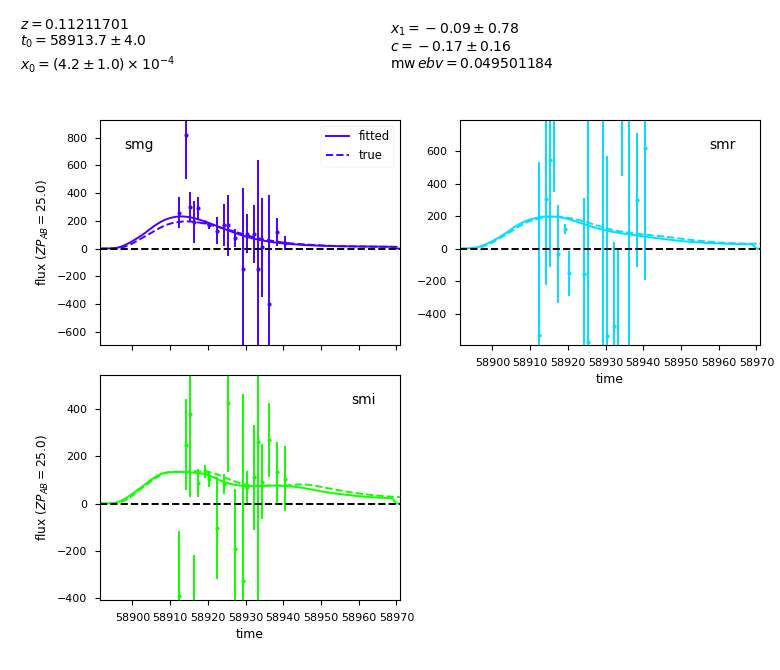 z = 0.11211701
t₀ = 58913.7 ± 4.0
x₀ = (4.2 ± 1.0) × 10⁻⁴
x₁ = −0.09 ± 0.78
c = −0.17 ± 0.16
mw ebv = 0.049501184
smg
fitted
true
flux (ZP_AB = 25.0)
800
600
400
200
0
−200
−400
−600
smr
600
400
200
0
−200
−400
58900 58910 58920 58930 58940 58950 58960 58970
time
smi
flux (ZP_AB = 25.0)
400
200
0
−200
−400
58900 58910 58920 58930 58940 58950 58960 58970
time